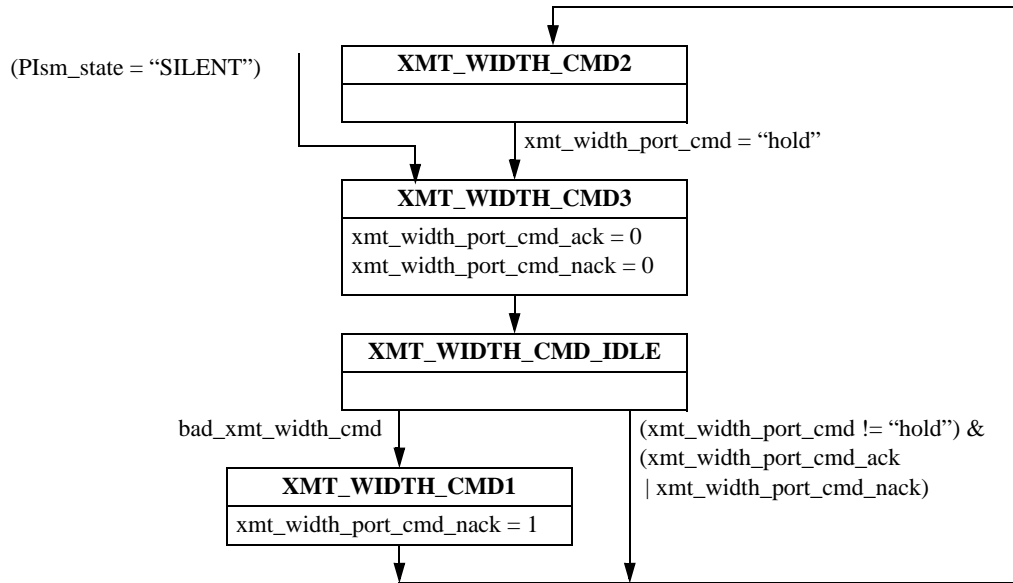 (PIsm_state = “SILENT”)
XMT_WIDTH_CMD2
xmt_width_port_cmd = “hold”
XMT_WIDTH_CMD3
xmt_width_port_cmd_ack = 0
xmt_width_port_cmd_nack = 0
XMT_WIDTH_CMD_IDLE
bad_xmt_width_cmd
(xmt_width_port_cmd != “hold”) &
(xmt_width_port_cmd_ack
| xmt_width_port_cmd_nack)
XMT_WIDTH_CMD1
xmt_width_port_cmd_nack = 1